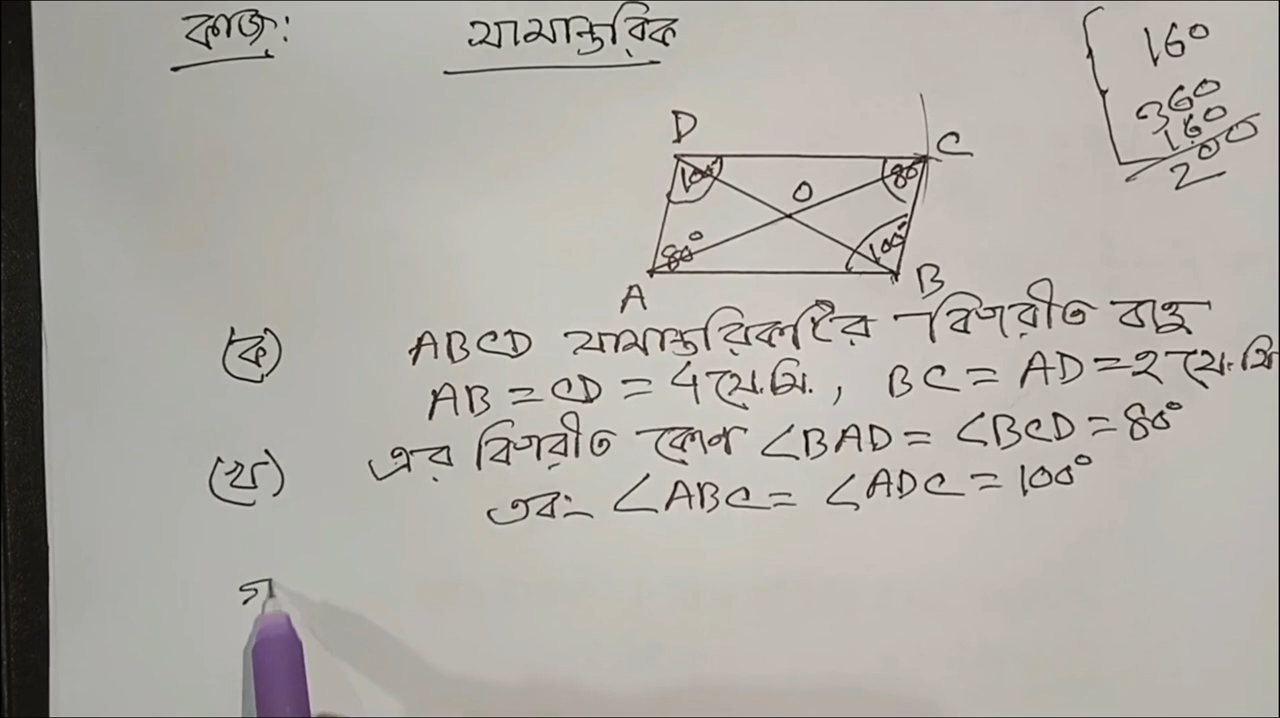 কাজ:
সামান্তরিক
160
360
160
200
D
C
100°
80°
O
80°
100°
A
B
(ক) ABCD সামান্তরিকটির বিপরীত বাহু
AB = CD = 4 সে.মি., BC = AD = 2 সে.মি
(খ) এর বিপরীত কোণ ∠BAD = ∠BCD = 80°
এবং ∠ABC = ∠ADC = 100°